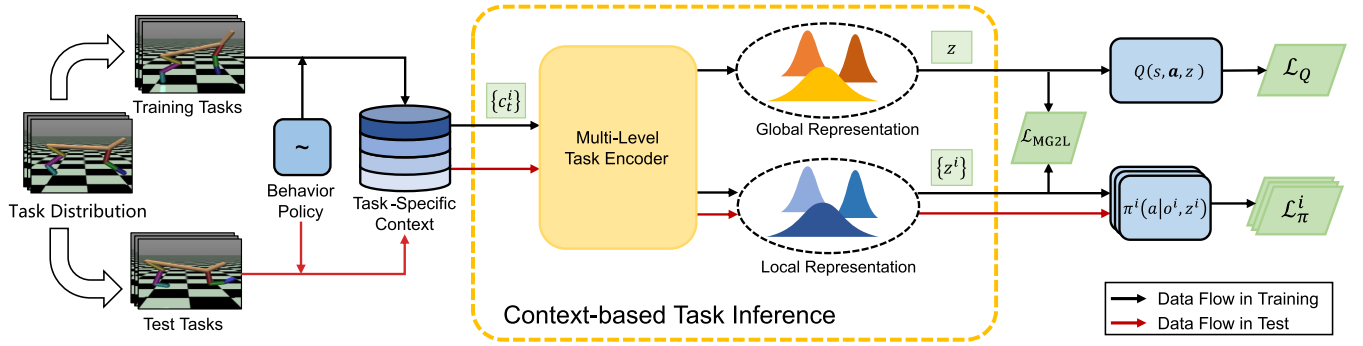 Training Tasks
Task Distribution
Test Tasks
~
Behavior
Policy
Task-Specific
Context
{c_t^i}
Multi-Level
Task Encoder
Global Representation
Local Representation
Context-based Task Inference
z
{z^i}
ℒ_MG2L
Q(s, a, z)
ℒ_Q
π^i(a|o^i, z^i)
ℒ_π^i
Data Flow in Training
Data Flow in Test